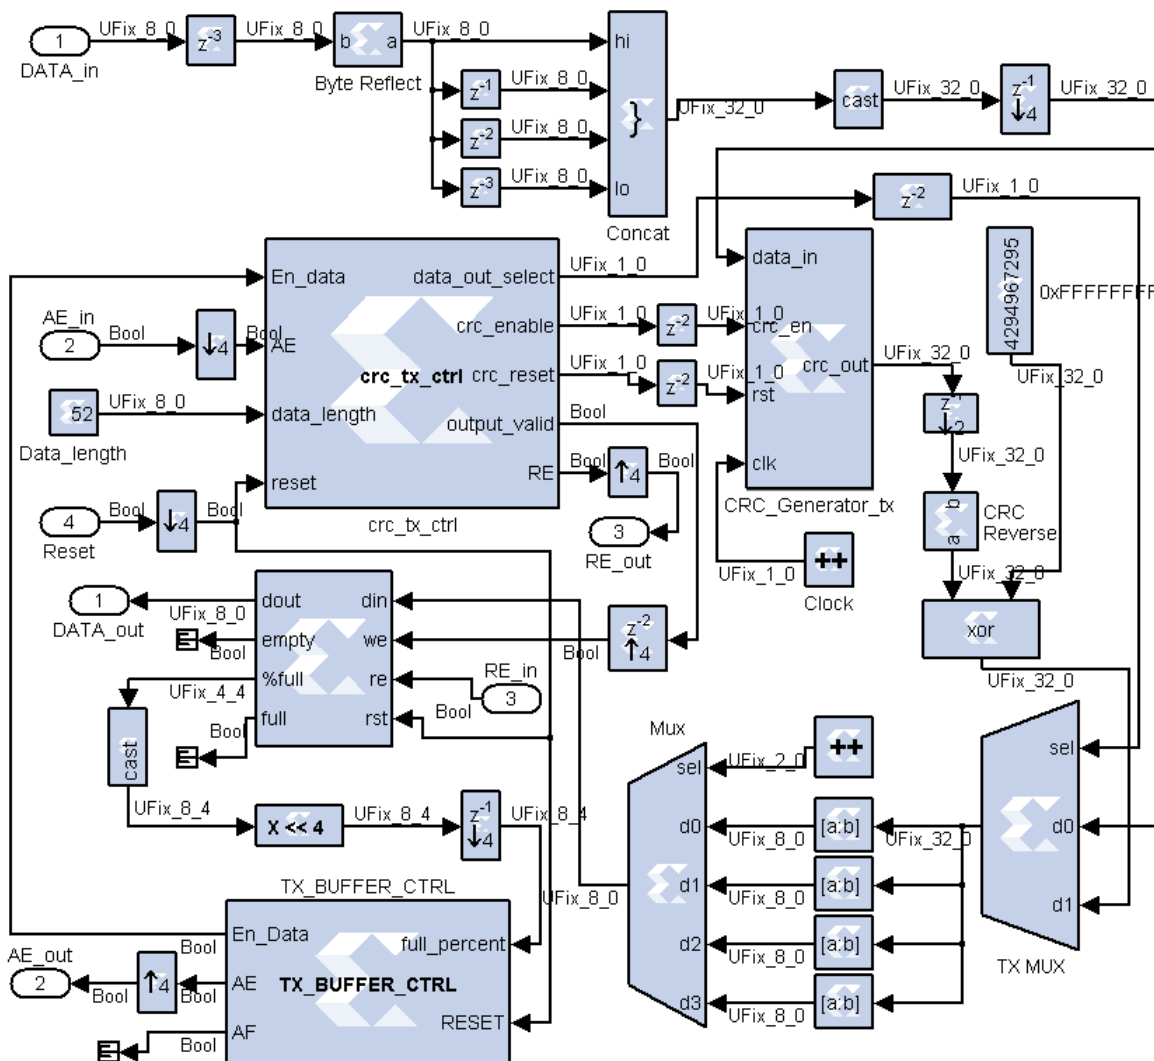 UFix_8_0 UFix_8_0 UFix_8_0
1 z-3 b a hi
DATA_in Byte Reflect
UFix_8_0
z-1
UFix_32_0 UFix_32_0
cast z-1 ↓4
UFix_8_0
z-2 } UFix_32_0
UFix_8_0
z-3 lo
UFix_1_0
z-2
Concat
En_data data_out_select UFix_1_0
data_in
4294967295 0xFFFFFFFF
AE_in
Bool Bool
2 ↓4 AE
crc_enable UFix_1_0 z-2 UFix_1_0 crc_en
crc_tx_ctrl
crc_reset UFix_1_0 z-2 UFix_1_0 rst
crc_out UFix_32_0
UFix_32_0
UFix_8_0
52 data_length
Data_length
output_valid Bool
RE Bool ↑4 Bool
z-1 ↓2
UFix_32_0
Bool Bool
4 ↓4 reset
Reset
crc_tx_ctrl
3
RE_out
clk
CRC_Generator_tx
a b CRC
Reverse
UFix_32_0
UFix_1_0 ++
Clock
xor
UFix_32_0
1 UFix_8_0 dout din
DATA_out
Bool empty we Bool z-2 ↑4
UFix_4_4 %full re RE_in
3
Bool full rst Bool
cast
UFix_8_4 X << 4 UFix_8_4 z-1 ↓4 UFix_8_4
Mux
sel UFix_2_0 ++
d0 UFix_8_0 [a:b] UFix_32_0
d1 UFix_8_0 [a:b]
d2 UFix_8_0 [a:b]
d3 UFix_8_0 [a:b]
UFix_8_0
sel
d0
d1
TX MUX
TX_BUFFER_CTRL
En_Data full_percent
Bool
AE_out
2 Bool ↑4 Bool AE
TX_BUFFER_CTRL
AF RESET
Bool